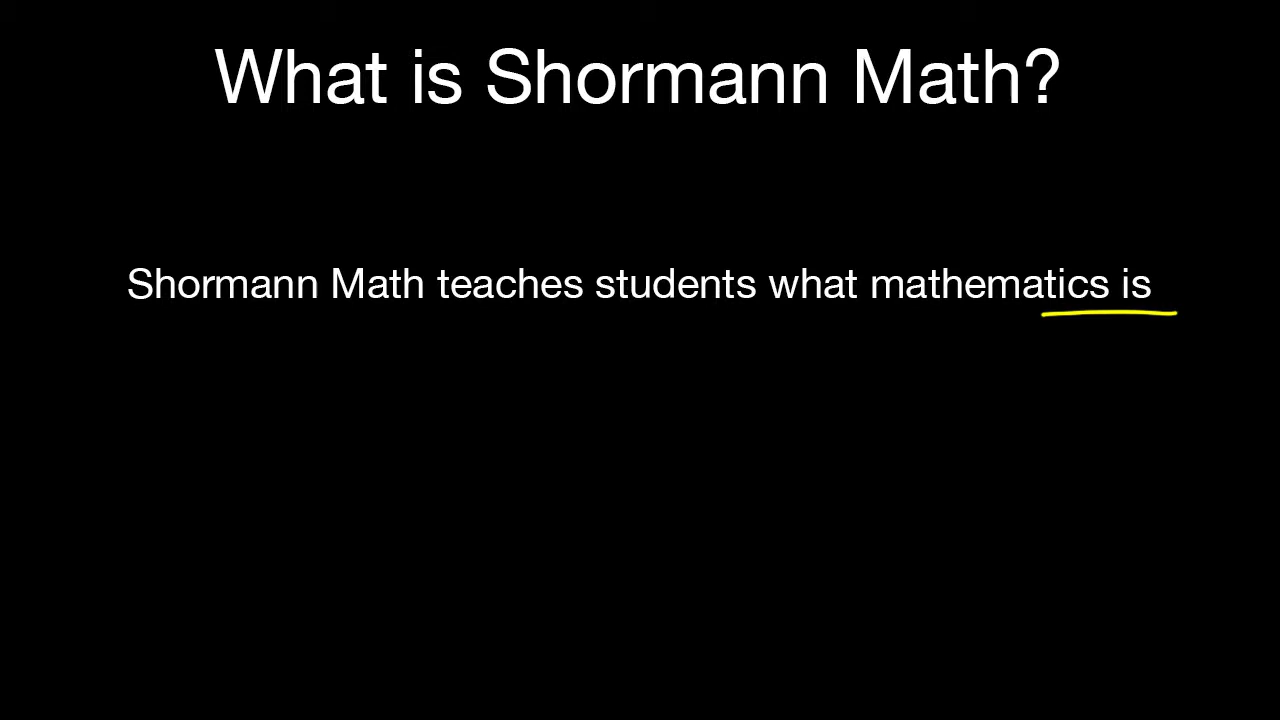 What is Shormann Math?
Shormann Math teaches students what mathematics is